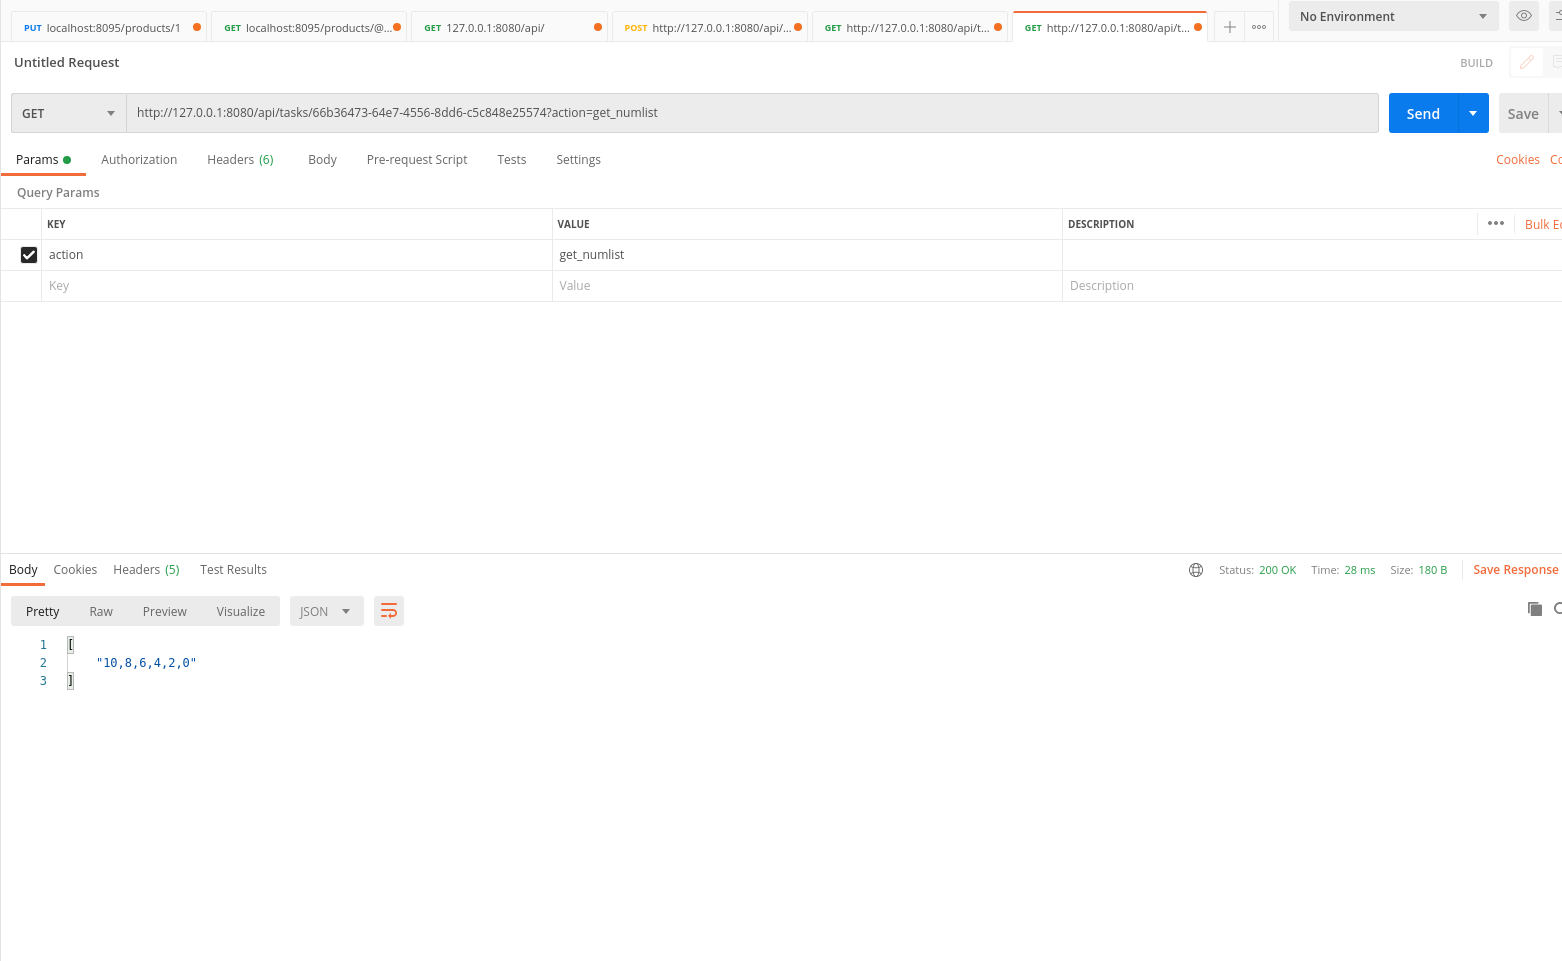 PUT localhost:8095/products/1 GET localhost:8095/products/@... GET 127.0.0.1:8080/api/ POST http://127.0.0.1:8080/api/... GET http://127.0.0.1:8080/api/t... GET http://127.0.0.1:8080/api/t... No Environment
Untitled Request BUILD
GET http://127.0.0.1:8080/api/tasks/66b36473-64e7-4556-8dd6-c5c848e25574?action=get_numlist Send Save
Params Authorization Headers (6) Body Pre-request Script Tests Settings Cookies
Query Params
KEY VALUE DESCRIPTION Bulk
action get_numlist
Key Value Description
Body Cookies Headers (5) Test Results Status: 200 OK Time: 28 ms Size: 180 B Save Response
Pretty Raw Preview Visualize JSON
1 [
2 "10,8,6,4,2,0"
3 ]